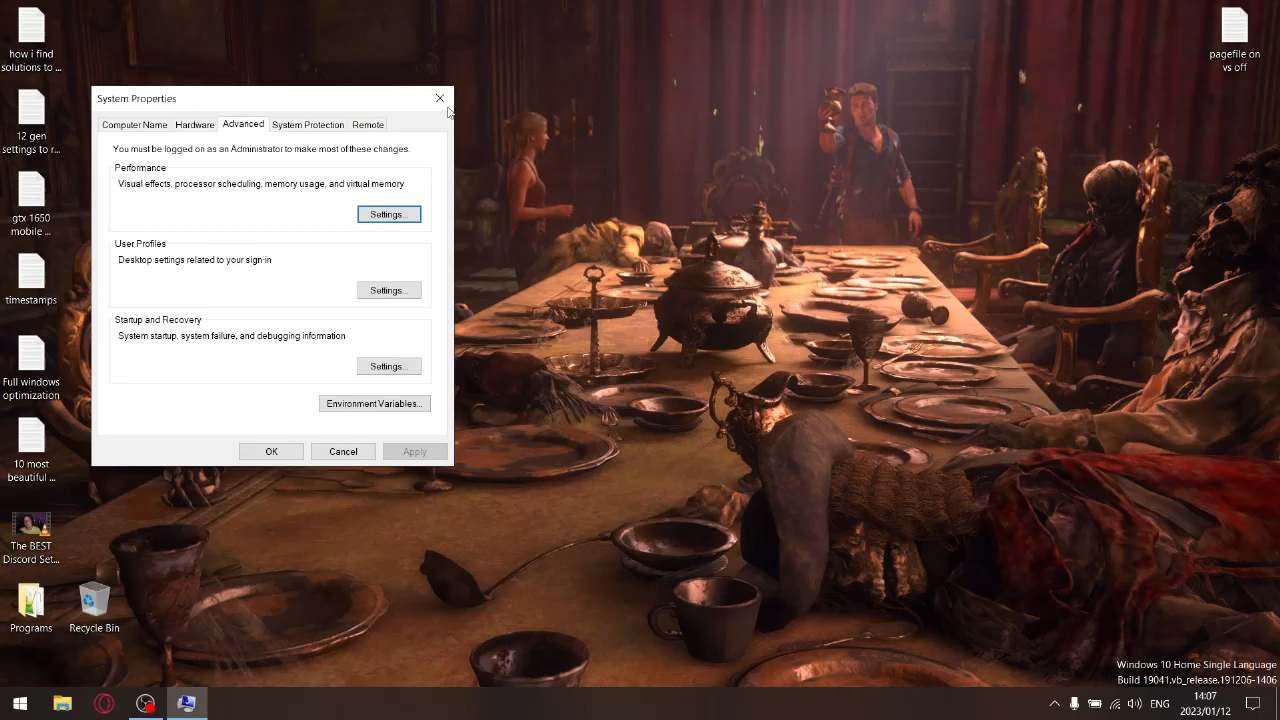 how i find
solutions to ...
12 gen
settings to r...
gtx 1650
mobile ...
timestamps
Full windows
optimization
10 most
beautiful ...
The BEST
Discord Set...
Programs
Recycle Bin
System Properties
Computer Name
Hardware
Advanced
System Protection
Remote
You must be logged on as an Administrator to make most of these changes.
Performance
Visual effects, processor scheduling, memory usage, and virtual memory
Settings...
User Profiles
Desktop settings related to your sign-in
Settings...
Startup and Recovery
System startup, system failure, and debugging information
Settings...
Environment Variables...
OK
Cancel
Apply
pagefile on
vs off
Windows 10 Home Single Language
Build 19041.vb_release.191206-1406
ENG
14:07
2023/01/12